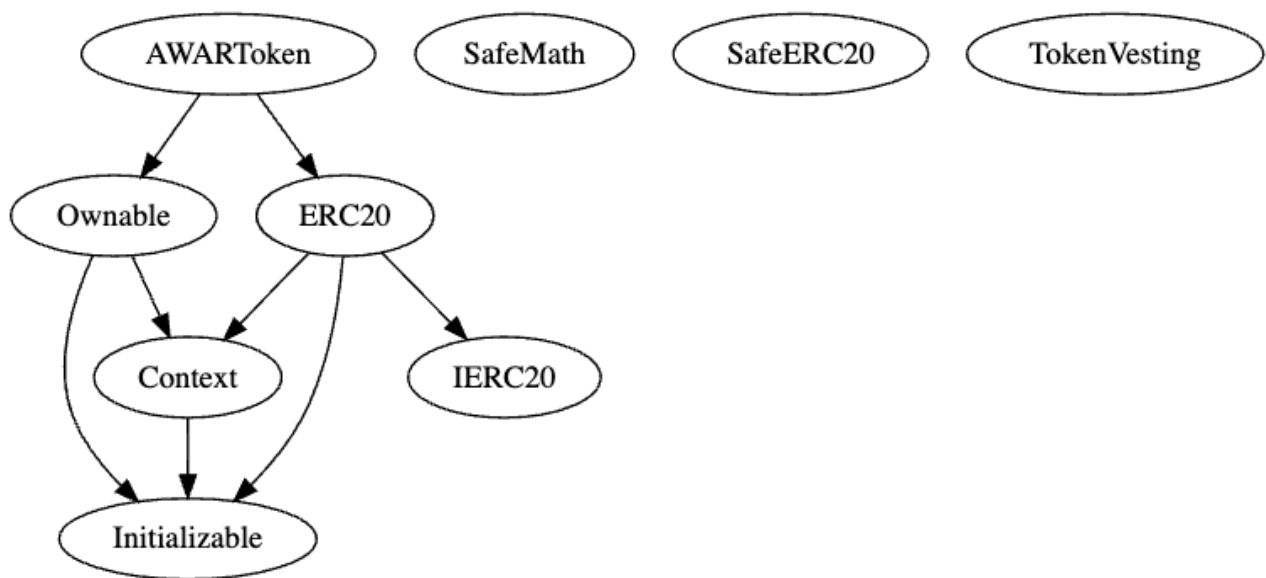 AWARToken
SafeMath
SafeERC20
TokenVesting
Ownable
ERC20
Context
IERC20
Initializable